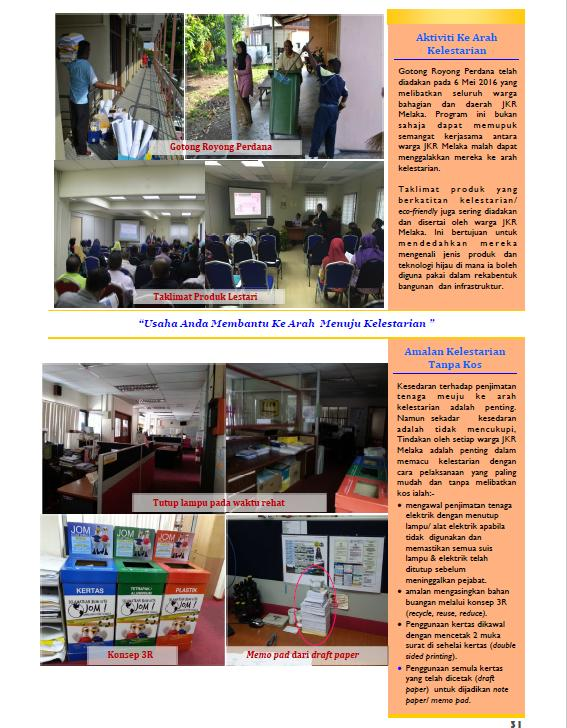 Gotong Royong Perdana
Taklimat Produk Lestari
Aktiviti Ke Arah
Kelestarian
Gotong Royong Perdana telah
diadakan pada 6 Mei 2016 yang
melibatkan seluruh warga
bahagian dan daerah JKR
Melaka. Program ini bukan
sahaja dapat memupuk
semangat kerjasama antara
warga JKR Melaka malah dapat
menggalakkan mereka ke arah
kelestarian.
Taklimat produk yang
berkatitan kelestarian/
eco-friendly juga sering diadakan
dan disertai oleh warga JKR
Melaka. Ini bertujuan untuk
mendedahkan mereka
mengenali jenis produk dan
teknologi hijau di mana ia boleh
diguna pakai dalam rekabentuk
bangunan dan infrastruktur.
“Usaha Anda Membantu Ke Arah Menuju Kelestarian ”
Tutup lampu pada waktu rehat
JOM
JOM
JOM
KERTAS
TETRAPAK/
ALUMINIUM
PLASTIK
JOM !
JOM !
JOM !
Konsep 3R
Memo pad dari draft paper
Amalan Kelestarian
Tanpa Kos
Kesedaran terhadap penjimatan
tenaga meuju ke arah
kelestarian adalah penting.
Namun sekadar kesedaran
adalah tidak mencukupi,
Tindakan oleh setiap warga JKR
Melaka adalah penting dalam
memacu kelestarian dengan
cara pelaksanaan yang paling
mudah dan tanpa melibatkan
kos ialah:-
• mengawal penjimatan tenaga
elektrik dengan menutup
lampu/ alat elektrik apabila
tidak digunakan dan
memastikan semua suis
lampu & elektrik telah
ditutup sebelum
meninggalkan pejabat.
• amalan mengasingkan bahan
buangan melalui konsep 3R
(recycle, reuse, reduce).
• Penggunaan kertas dikawal
dengan mencetak 2 muka
surat di sehelai kertas (double
sided printing).
• Penggunaan semula kertas
yang telah dicetak (draft
paper) untuk dijadikan note
paper/ memo pad.
31